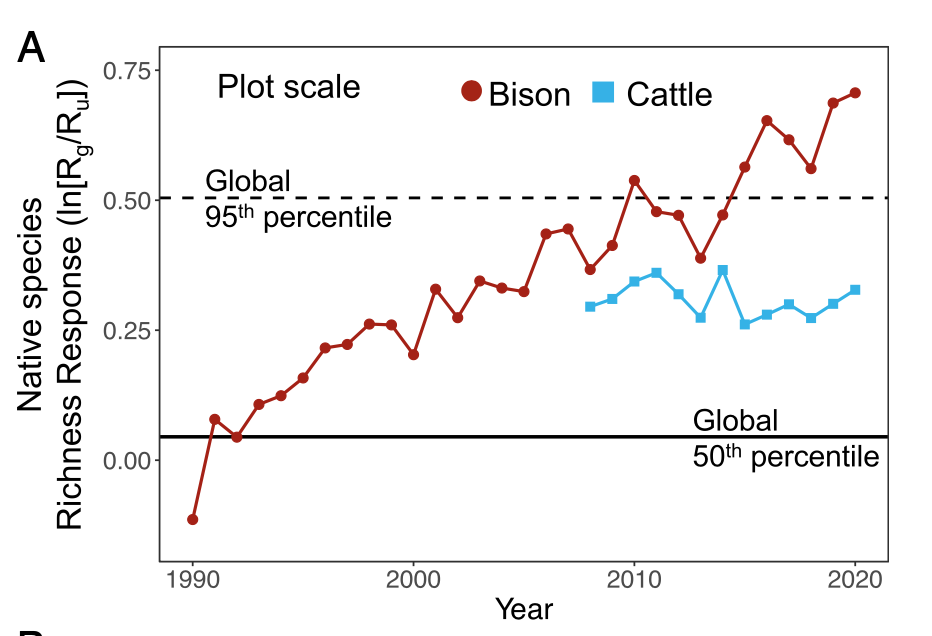 A
0.75
0.50
0.25
0.00
Native species
Richness Response (ln[Rg/Ru])
Plot scale
Bison
Cattle
Global
95th percentile
Global
50th percentile
1990
2000
2010
2020
Year